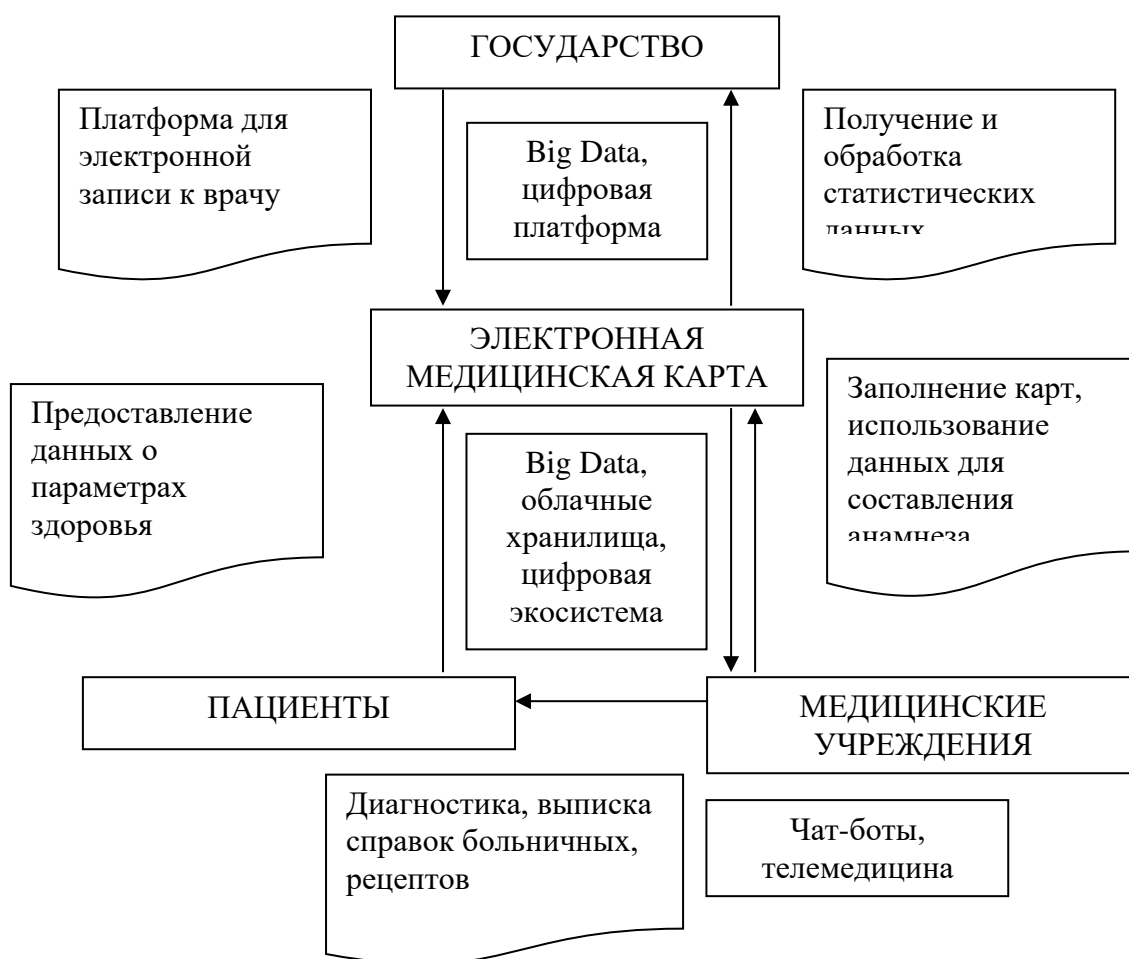 ГОСУДАРСТВО
Платформа для
электронной
записи к врачу
Big Data,
цифровая
платформа
Получение и
обработка
статистических
данных
ЭЛЕКТРОННАЯ
МЕДИЦИНСКАЯ КАРТА
Предоставление
данных о
параметрах
здоровья
Big Data,
облачные
хранилища,
цифровая
экосистема
Заполнение карт,
использование
данных для
составления
анамнеза
ПАЦИЕНТЫ
МЕДИЦИНСКИЕ
УЧРЕЖДЕНИЯ
Диагностика, выписка
справок больничных,
рецептов
Чат-боты,
телемедицина